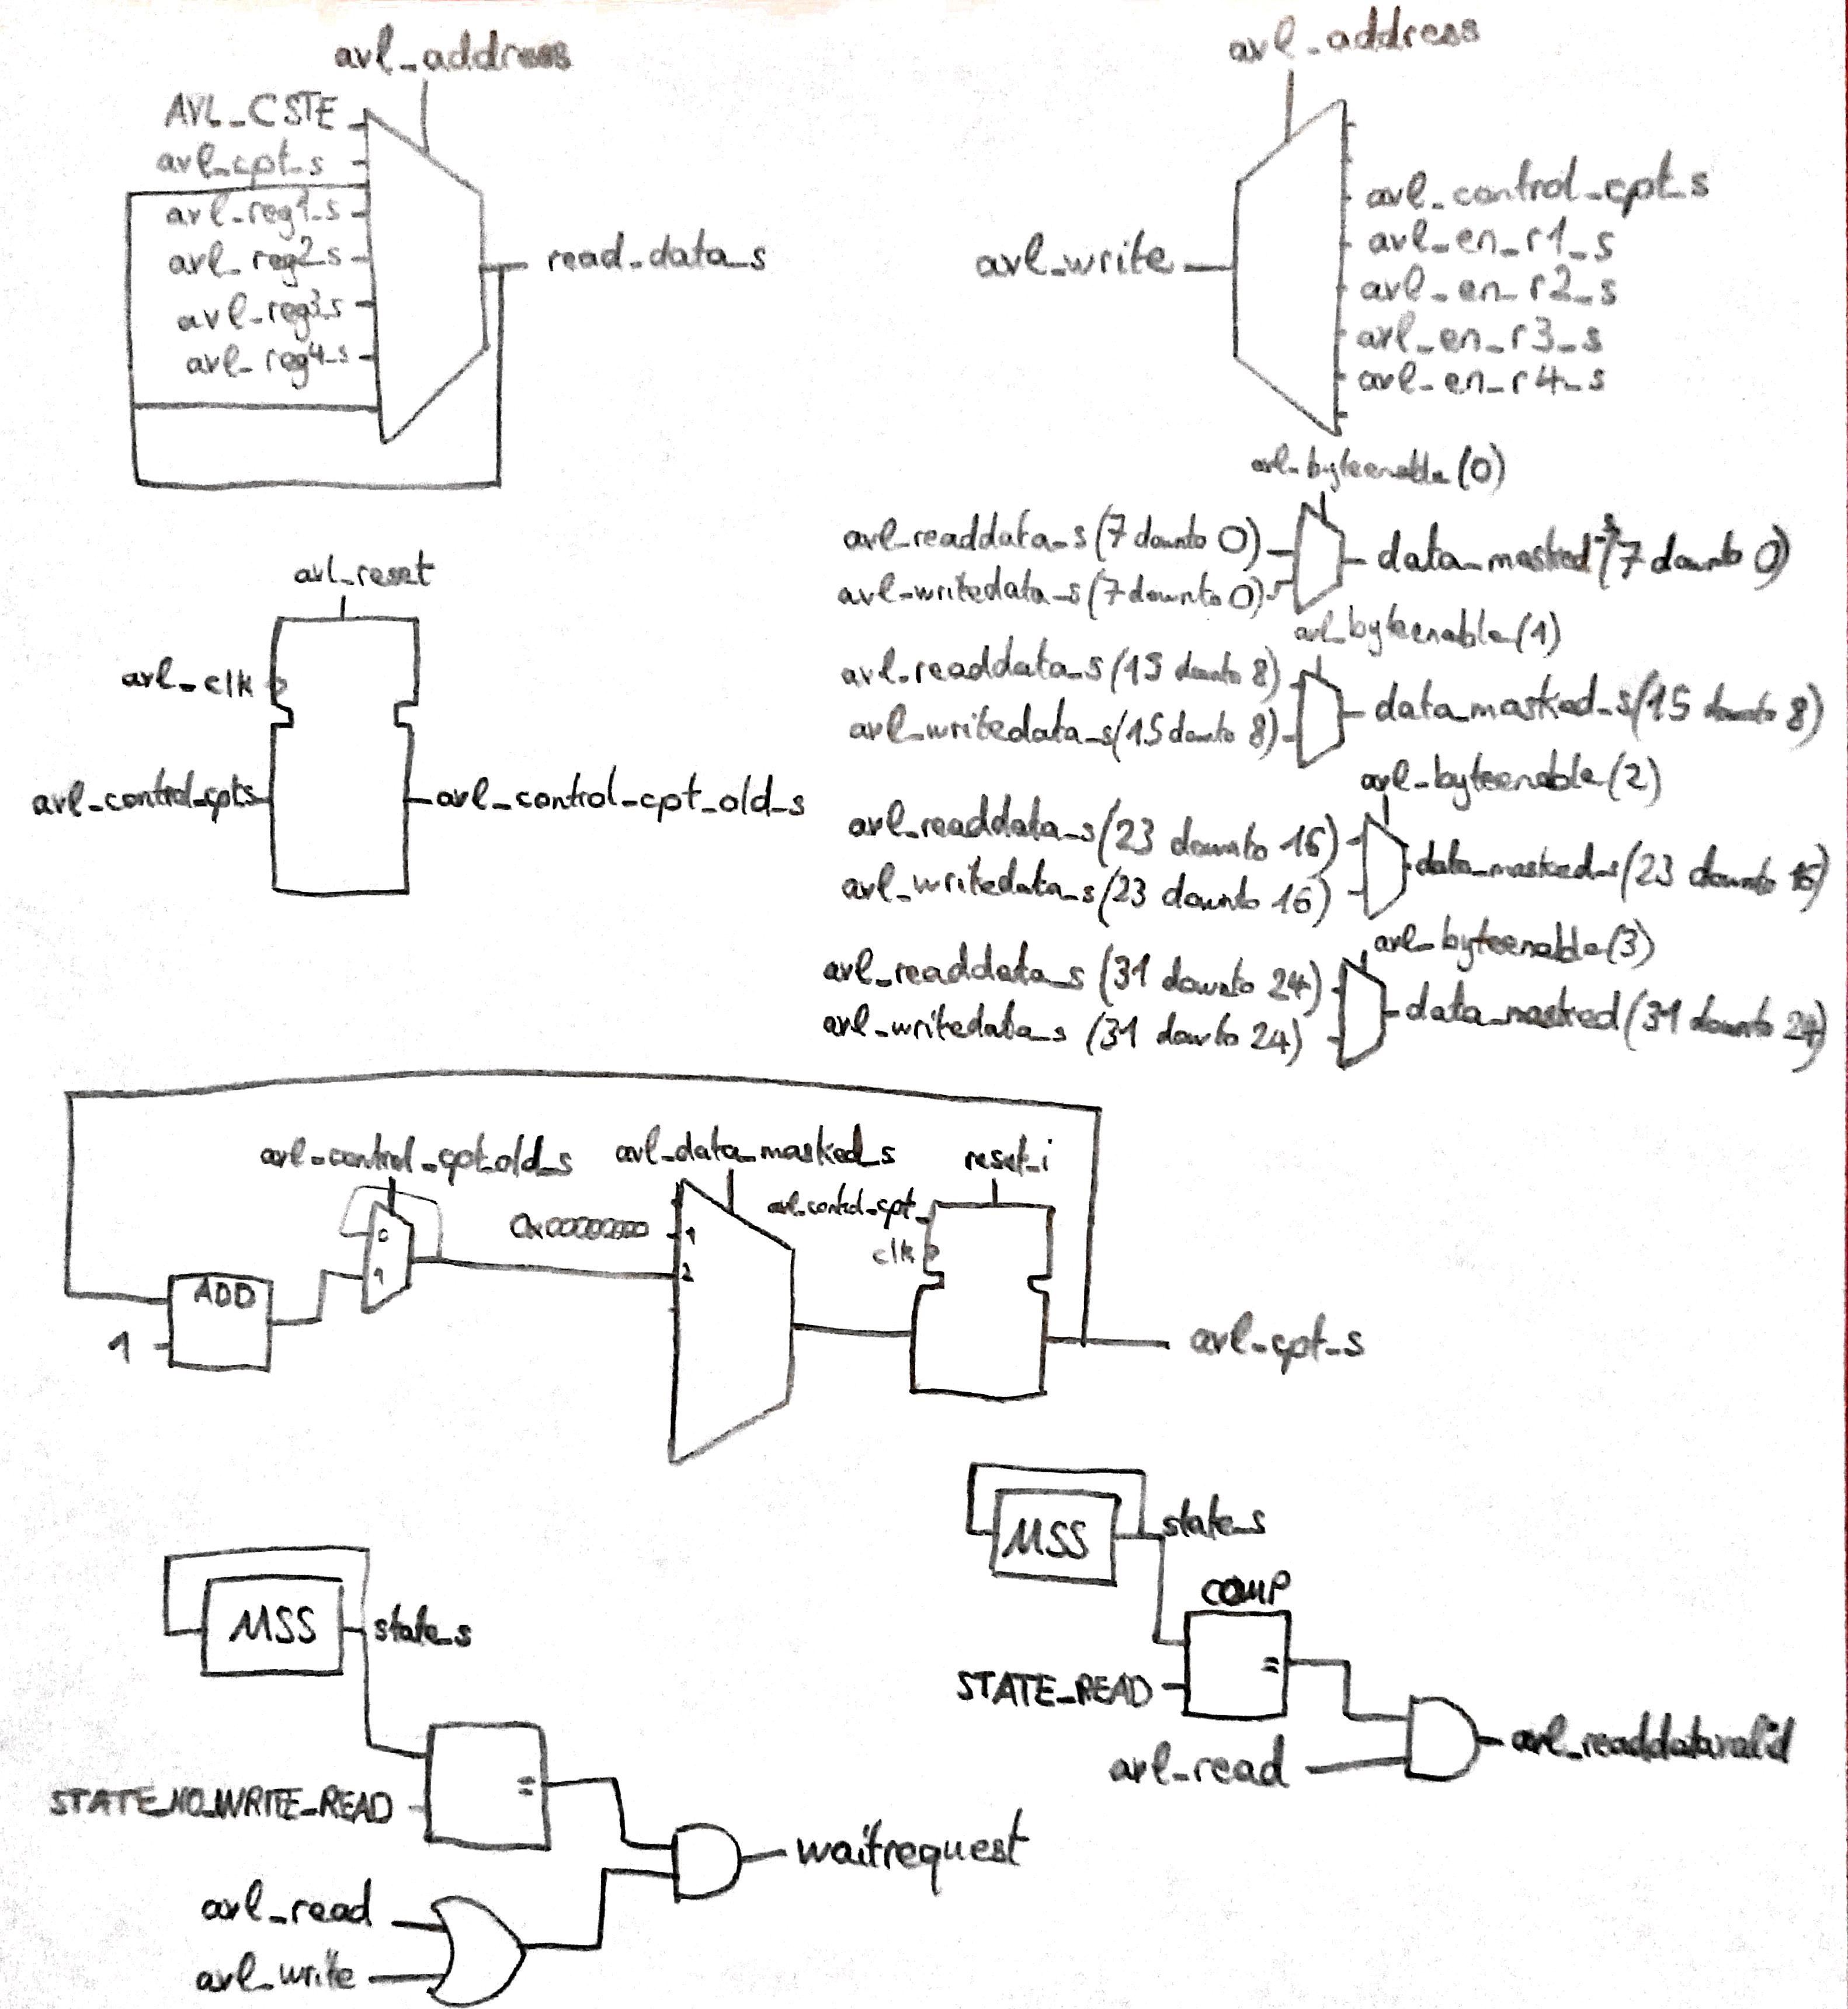 avl_address
AVL_CSTE
avl_cpt_s
avl_reg1_s
avl_reg2_s
avl_reg3_s
avl_reg4_s
read_data_s
avl_address
avl_write
avl_control_cpt_s
avl_en_r1_s
avl_en_r2_s
avl_en_r3_s
avl_en_r4_s
avl_reset
avl_clk
avl_control_cpts
avl_control_cpt_old_s
avl_byteenable(0)
avl_readdata_s(7 downto 0)
avl_writedata_s(7 downto 0)
data_masked_s(7 downto 0)
avl_byteenable(1)
avl_readdata_s(15 downto 8)
avl_writedata_s(15 downto 8)
data_masked_s(15 downto 8)
avl_byteenable(2)
avl_readdata_s(23 downto 16)
avl_writedata_s(23 downto 16)
data_masked_s(23 downto 16)
avl_byteenable(3)
avl_readdata_s (31 downto 24)
avl_writedata_s (31 downto 24)
data_masked(31 downto 24)
avl_control_cpt_old_s
avl_data_masked_s
reset_i
avl_control_cpt_
clk
0x00000000
0
1
1
2
ADD
1
avl_cpt_s
MSS
state_s
STATE_NO_WRITE_READ
=
avl_read
avl_write
waitrequest
MSS
state_s
COMP
STATE_READ
=
avl_read
avl_readdatavalid